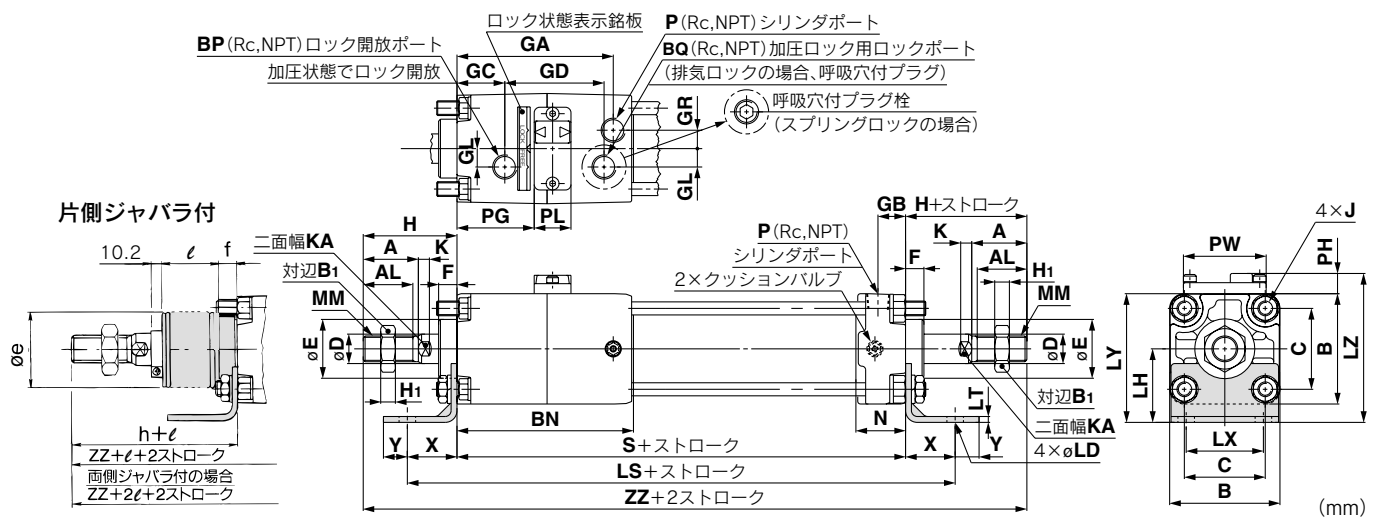 ロック状態表示銘板
P(Rc,NPT)シリンダポート
BP(Rc,NPT)ロック開放ポート
GA
BQ(Rc,NPT)加圧ロック用ロックポート
加圧状態でロック開放
GC
GD
(排気ロックの場合、呼吸穴付プラグ)
GR
呼吸穴付プラグ栓
(スプリングロックの場合)
GL
GL
PG
PL
片側ジャバラ付
10.2
ℓ
f
øe
h+ℓ
ZZ+ℓ+2ストローク
両側ジャバラ付の場合
ZZ+2ℓ+2ストローク
H
二面幅KA
A
K
対辺B1
AL
F
MM
øE
øD
H1
Y
X
BN
P(Rc,NPT)
シリンダポート
2×クッションバルブ
GB
H+ストローク
K
A
F
AL
H1
MM
øD
øE
LT
対辺B1
二面幅KA
4×øLD
N
X
Y
S+ストローク
LS+ストローク
ZZ+2ストローク
4×J
PW
PH
LY
LH
C
B
LZ
LX
C
B
(mm)